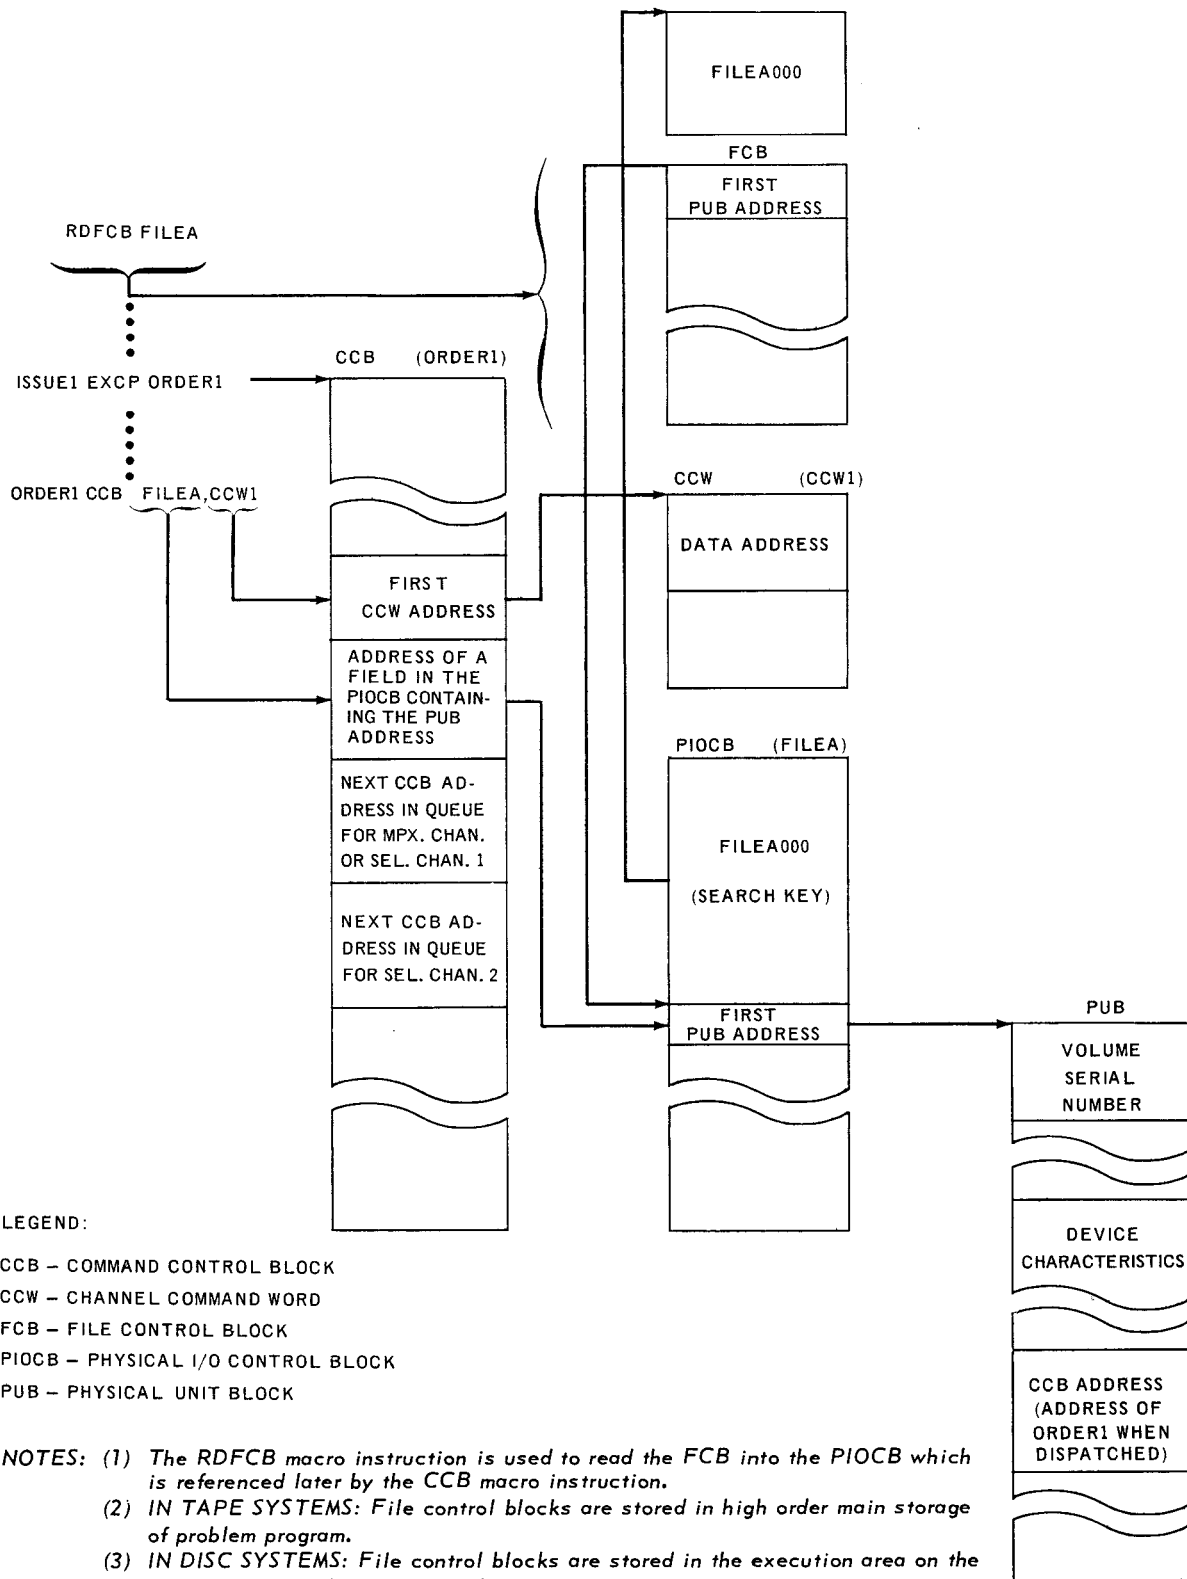 FILEA000
FCB
FIRST
PUB ADDRESS
RDFCB FILEA
CCB (ORDER1)
ISSUE1 EXCP ORDER1
ORDER1 CCB FILEA,CCW1
CCW (CCW1)
DATA ADDRESS
FIRST
CCW ADDRESS
ADDRESS OF A
FIELD IN THE
PIOCB CONTAIN-
ING THE PUB
ADDRESS
PIOCB (FILEA)
NEXT CCB AD-
DRESS IN QUEUE
FOR MPX. CHAN.
OR SEL. CHAN. 1
FILEA000
(SEARCH KEY)
NEXT CCB AD-
DRESS IN QUEUE
FOR SEL. CHAN. 2
FIRST
PUB ADDRESS
PUB
VOLUME
SERIAL
NUMBER
DEVICE
CHARACTERISTICS
CCB ADDRESS
(ADDRESS OF
ORDER1 WHEN
DISPATCHED)
LEGEND:
CCB – COMMAND CONTROL BLOCK
CCW – CHANNEL COMMAND WORD
FCB – FILE CONTROL BLOCK
PIOCB – PHYSICAL I/O CONTROL BLOCK
PUB – PHYSICAL UNIT BLOCK
NOTES: (1) The RDFCB macro instruction is used to read the FCB into the PIOCB which
is referenced later by the CCB macro instruction.
(2) IN TAPE SYSTEMS: File control blocks are stored in high order main storage
of problem program.
(3) IN DISC SYSTEMS: File control blocks are stored in the execution area on the